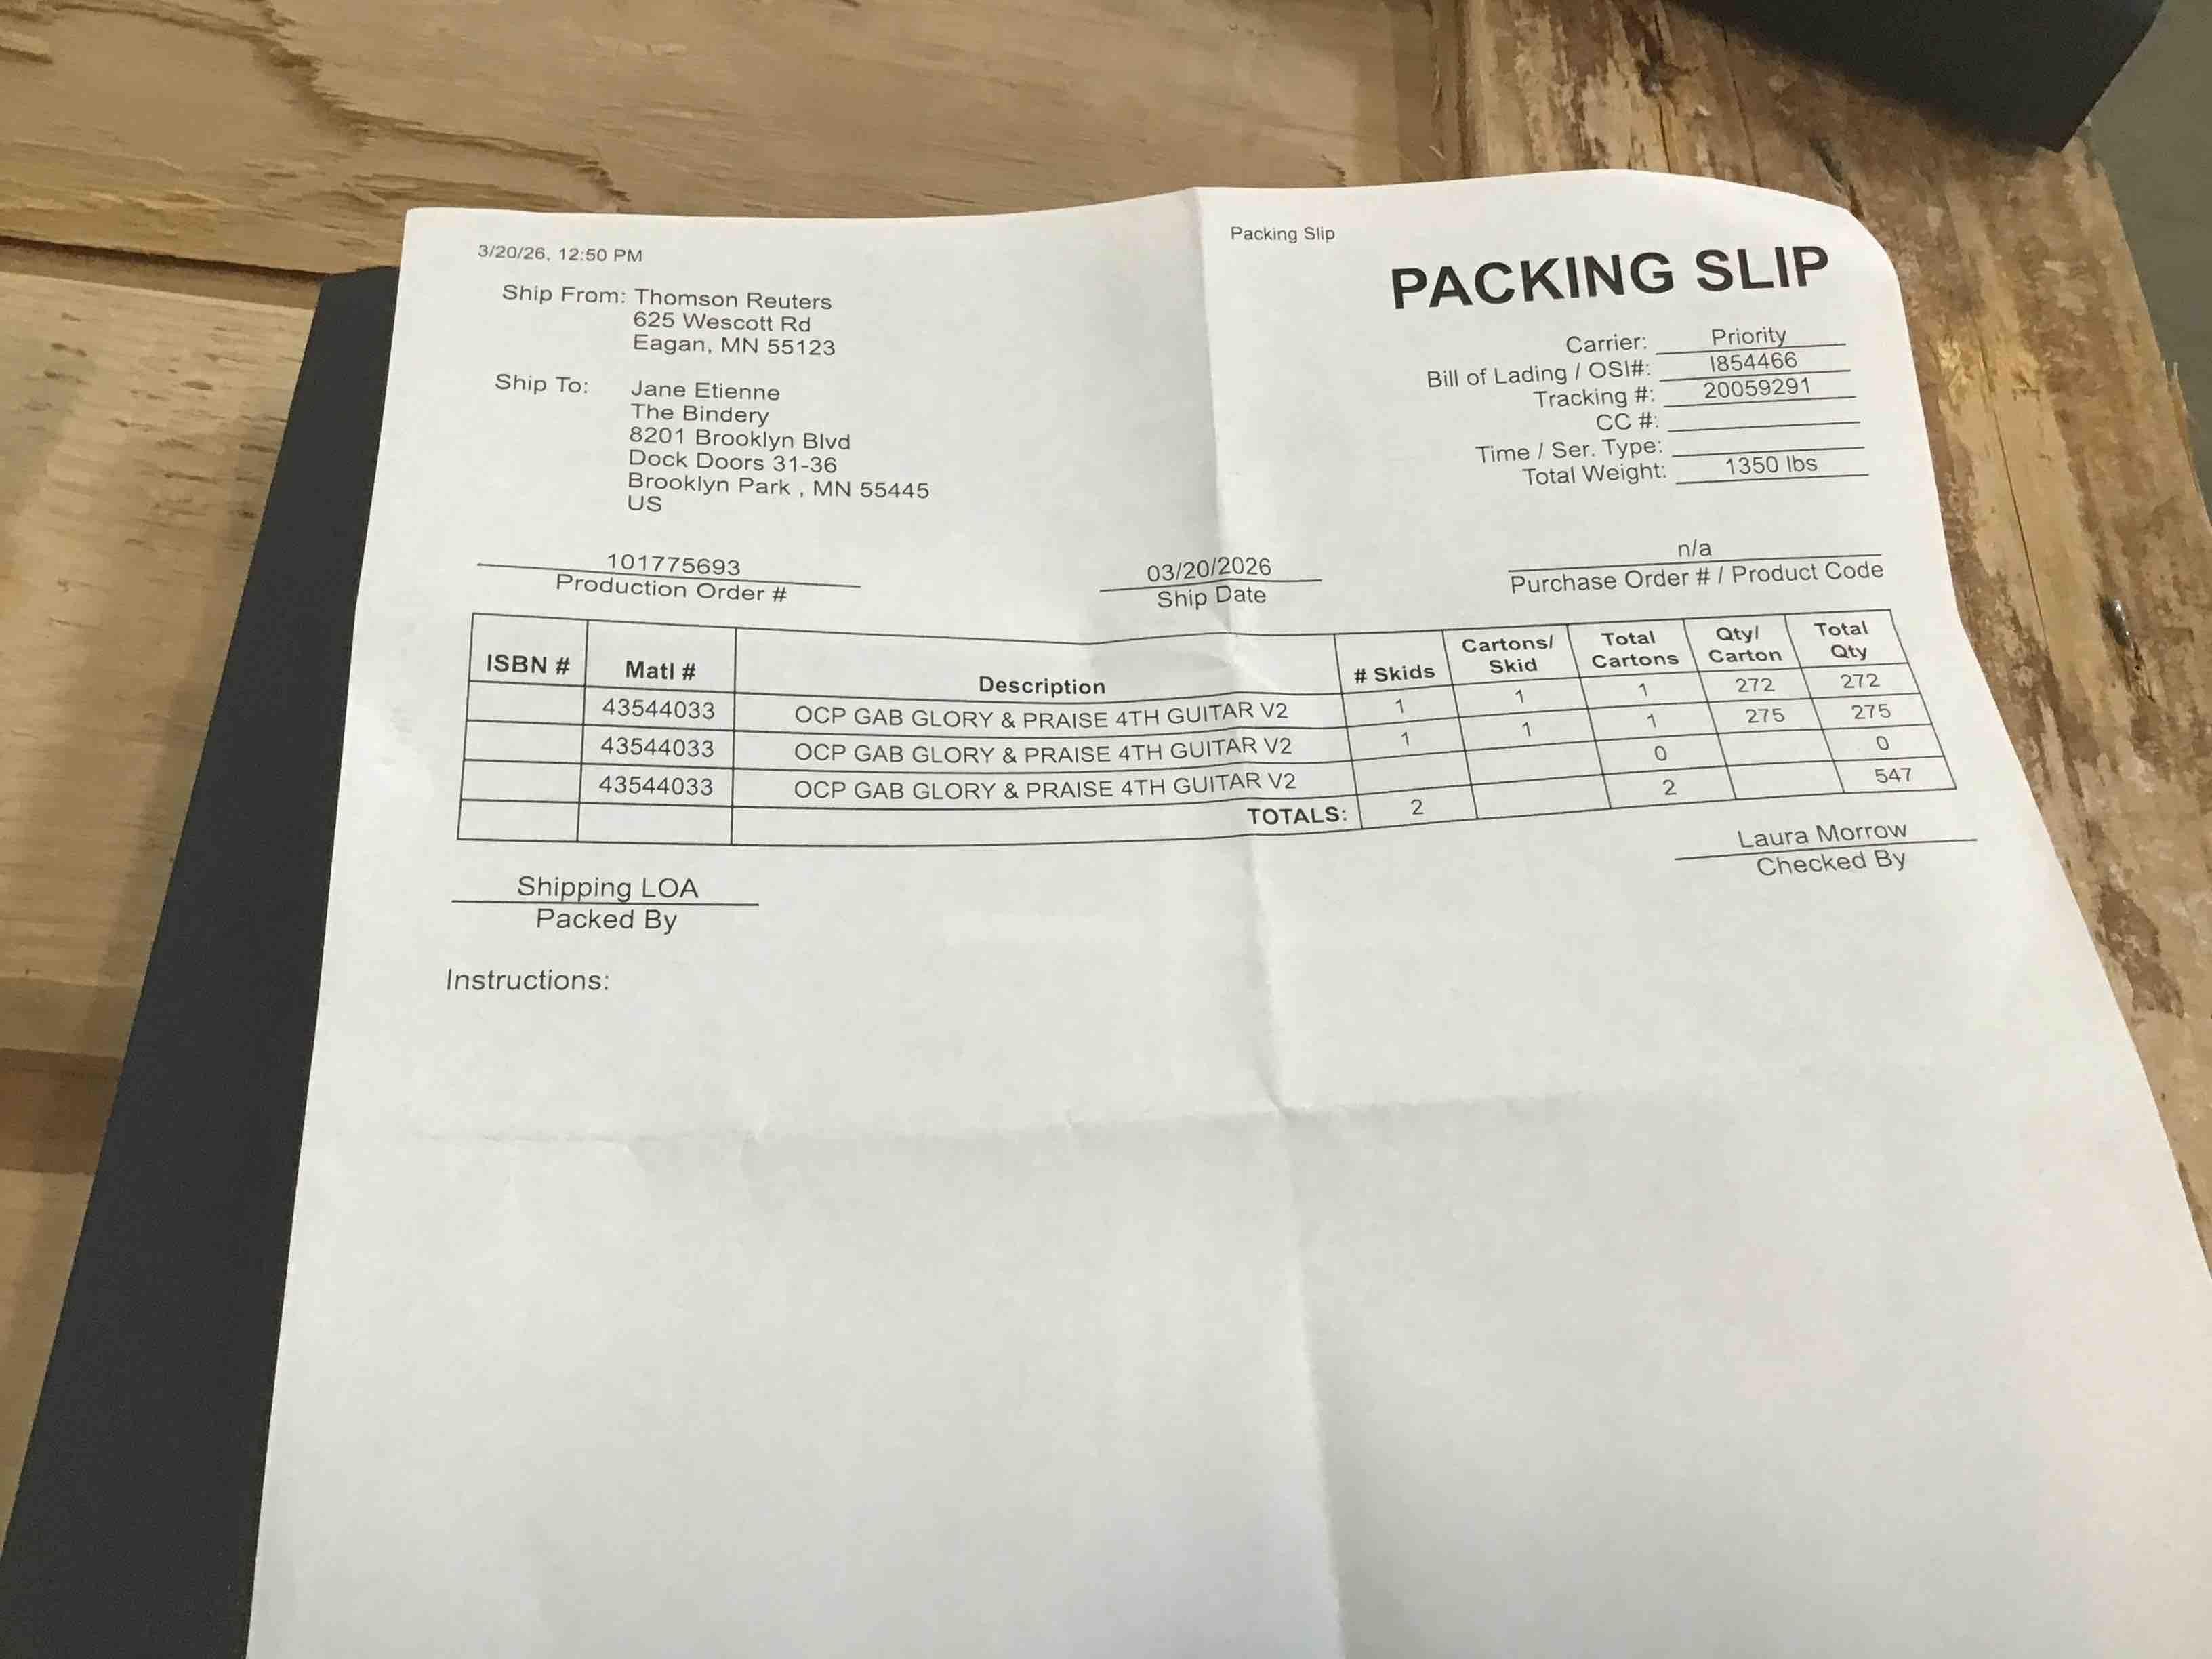 3/20/26, 12:50 PM
Packing Slip
PACKING SLIP
Ship From: Thomson Reuters
625 Wescott Rd
Eagan, MN 55123
Ship To: Jane Etienne
The Bindery
8201 Brooklyn Blvd
Dock Doors 31-36
Brooklyn Park , MN 55445
US
Carrier: Priority
Bill of Lading / OSI#: I854466
Tracking #: 20059291
CC #:
Time / Ser. Type:
Total Weight: 1350 lbs
101775693
Production Order #
03/20/2026
Ship Date
n/a
Purchase Order # / Product Code
ISBN # Matl # Description # Skids Cartons/ Skid Total Cartons Qty/ Carton Total Qty
43544033 OCP GAB GLORY & PRAISE 4TH GUITAR V2 1 1 1 272 272
43544033 OCP GAB GLORY & PRAISE 4TH GUITAR V2 1 1 1 275 275
43544033 OCP GAB GLORY & PRAISE 4TH GUITAR V2 0 0
TOTALS: 2 2 547
Shipping LOA
Packed By
Laura Morrow
Checked By
Instructions: